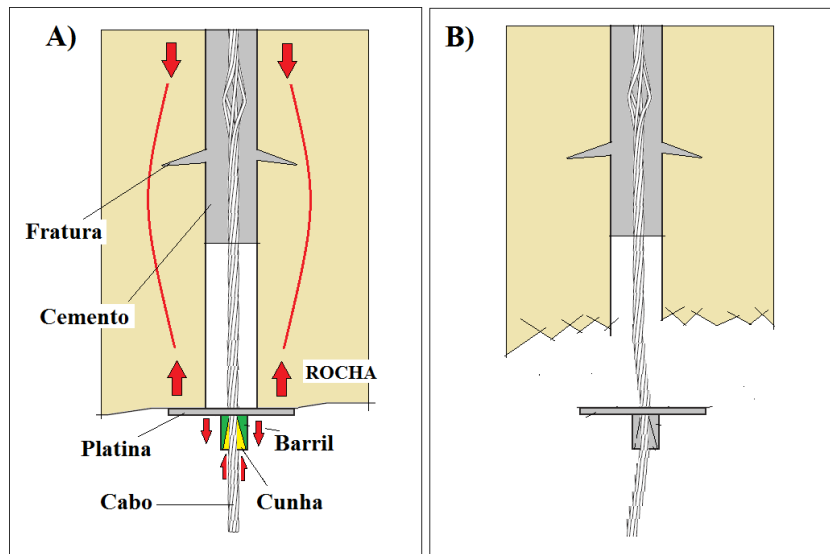 A)
B)
Fratura
Cemento
ROCHA
Platina
Barril
Cabo
Cunha